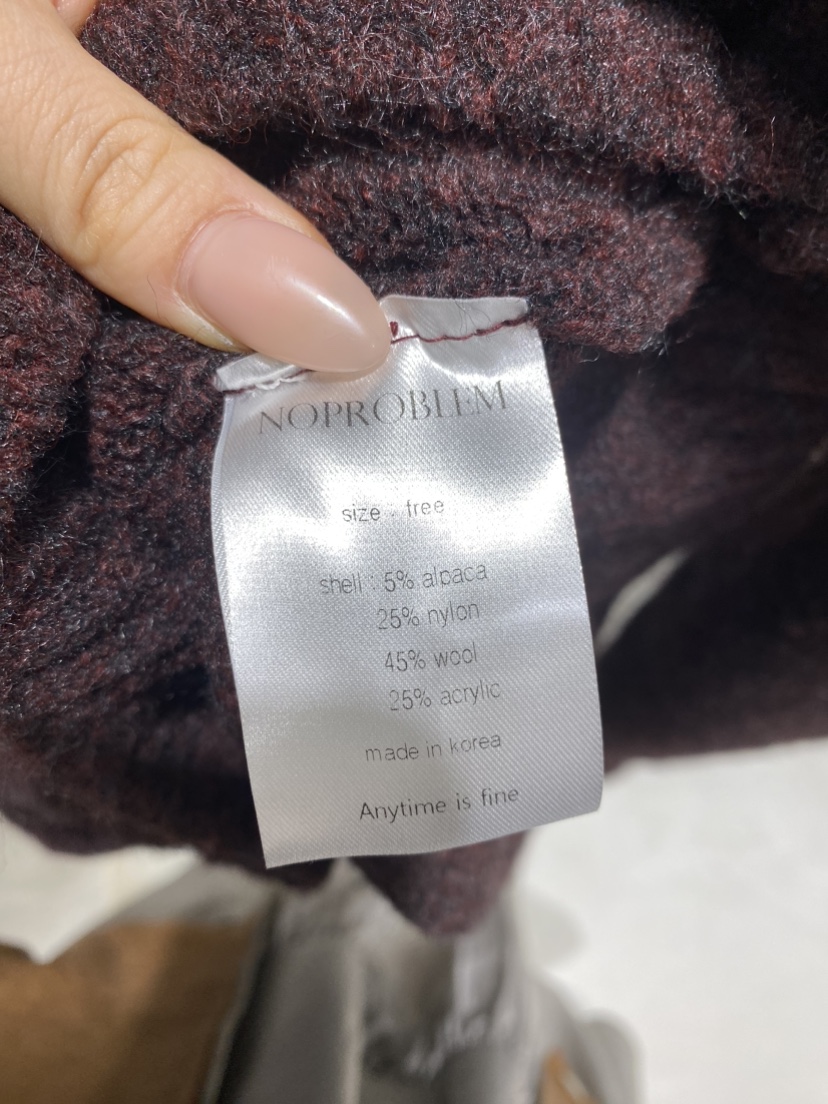 NOPROBLEM
size : free
shell : 5% alpaca
25% nylon
45% wool
25% acrylic
made in korea
Anytime is fine